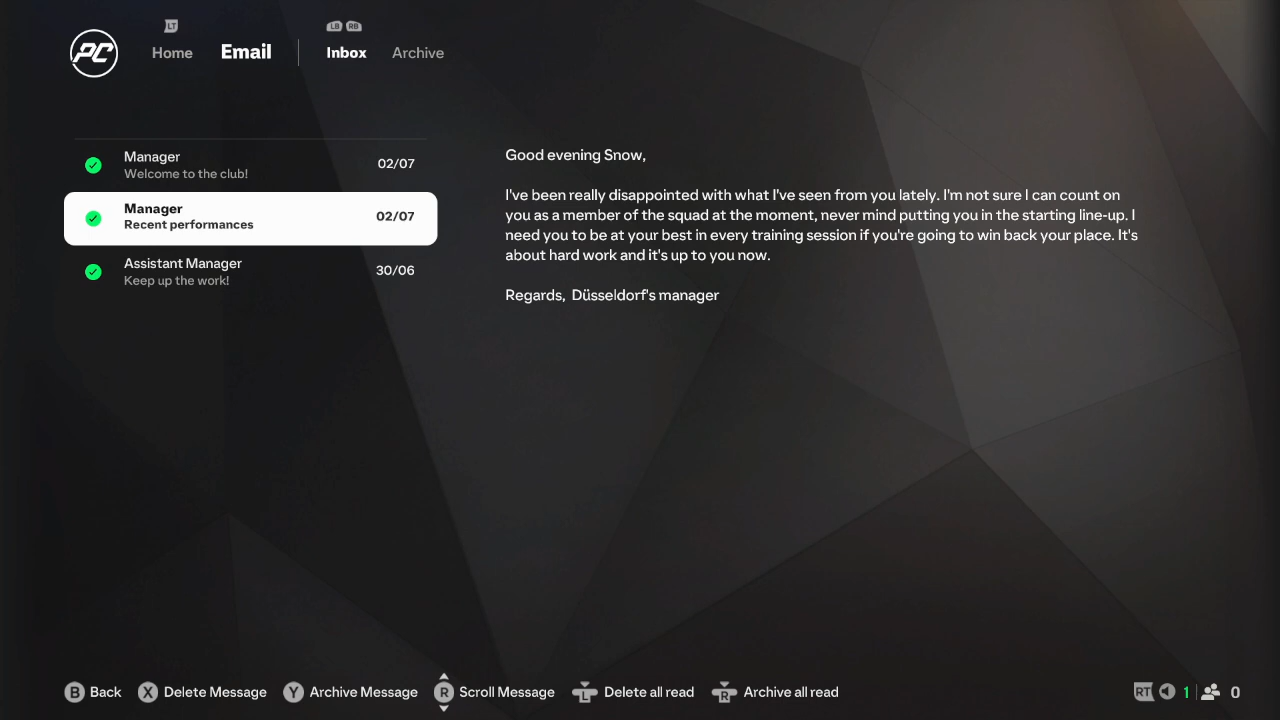 LT
LB RB
PC Home Email Inbox Archive
Manager
Welcome to the club!
02/07
Manager
Recent performances
02/07
Assistant Manager
Keep up the work!
30/06
Good evening Snow,
I've been really disappointed with what I've seen from you lately. I'm not sure I can count on
you as a member of the squad at the moment, never mind putting you in the starting line-up. I
need you to be at your best in every training session if you're going to win back your place. It's
about hard work and it's up to you now.
Regards, Düsseldorf's manager
B Back X Delete Message Y Archive Message R Scroll Message L Delete all read R Archive all read RT 1 0